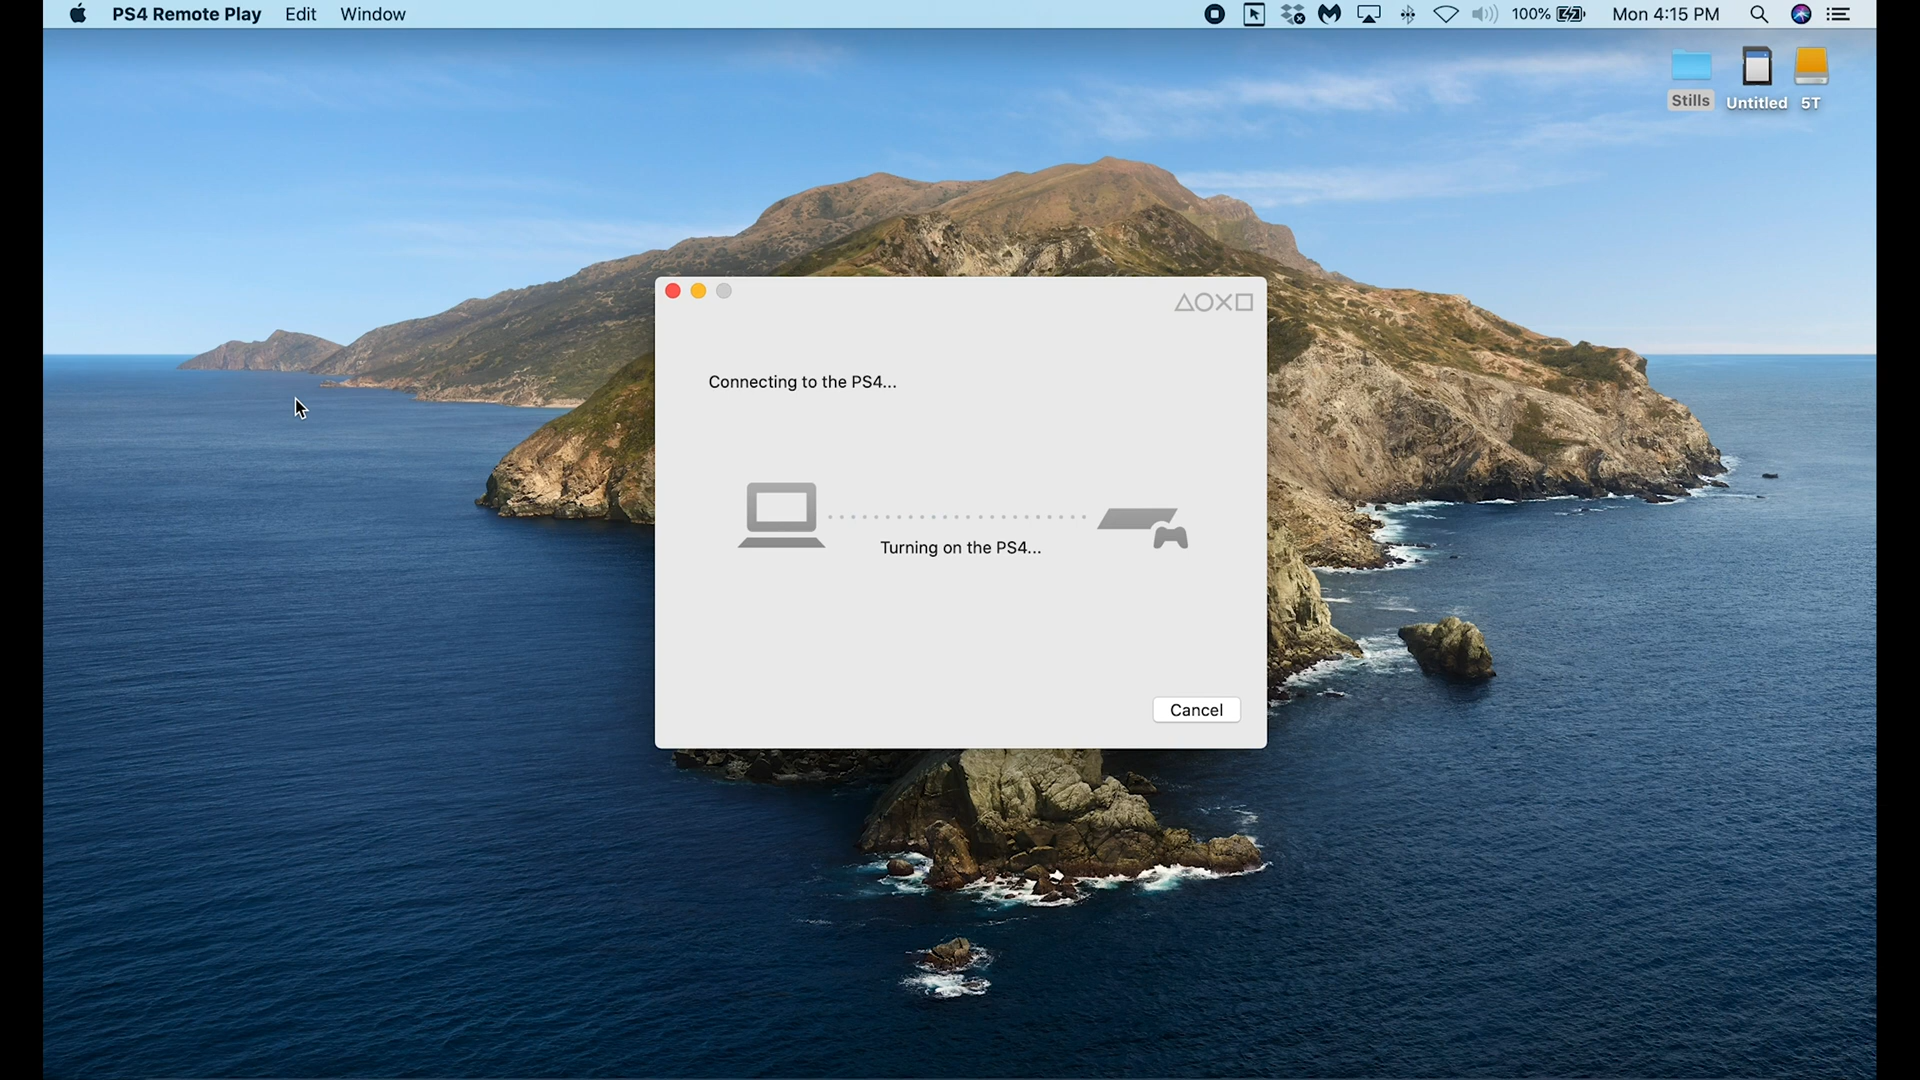 PS4 Remote Play Edit Window 100% Mon 4:15 PM
Stills Untitled 5T
Connecting to the PS4...
Turning on the PS4...
Cancel